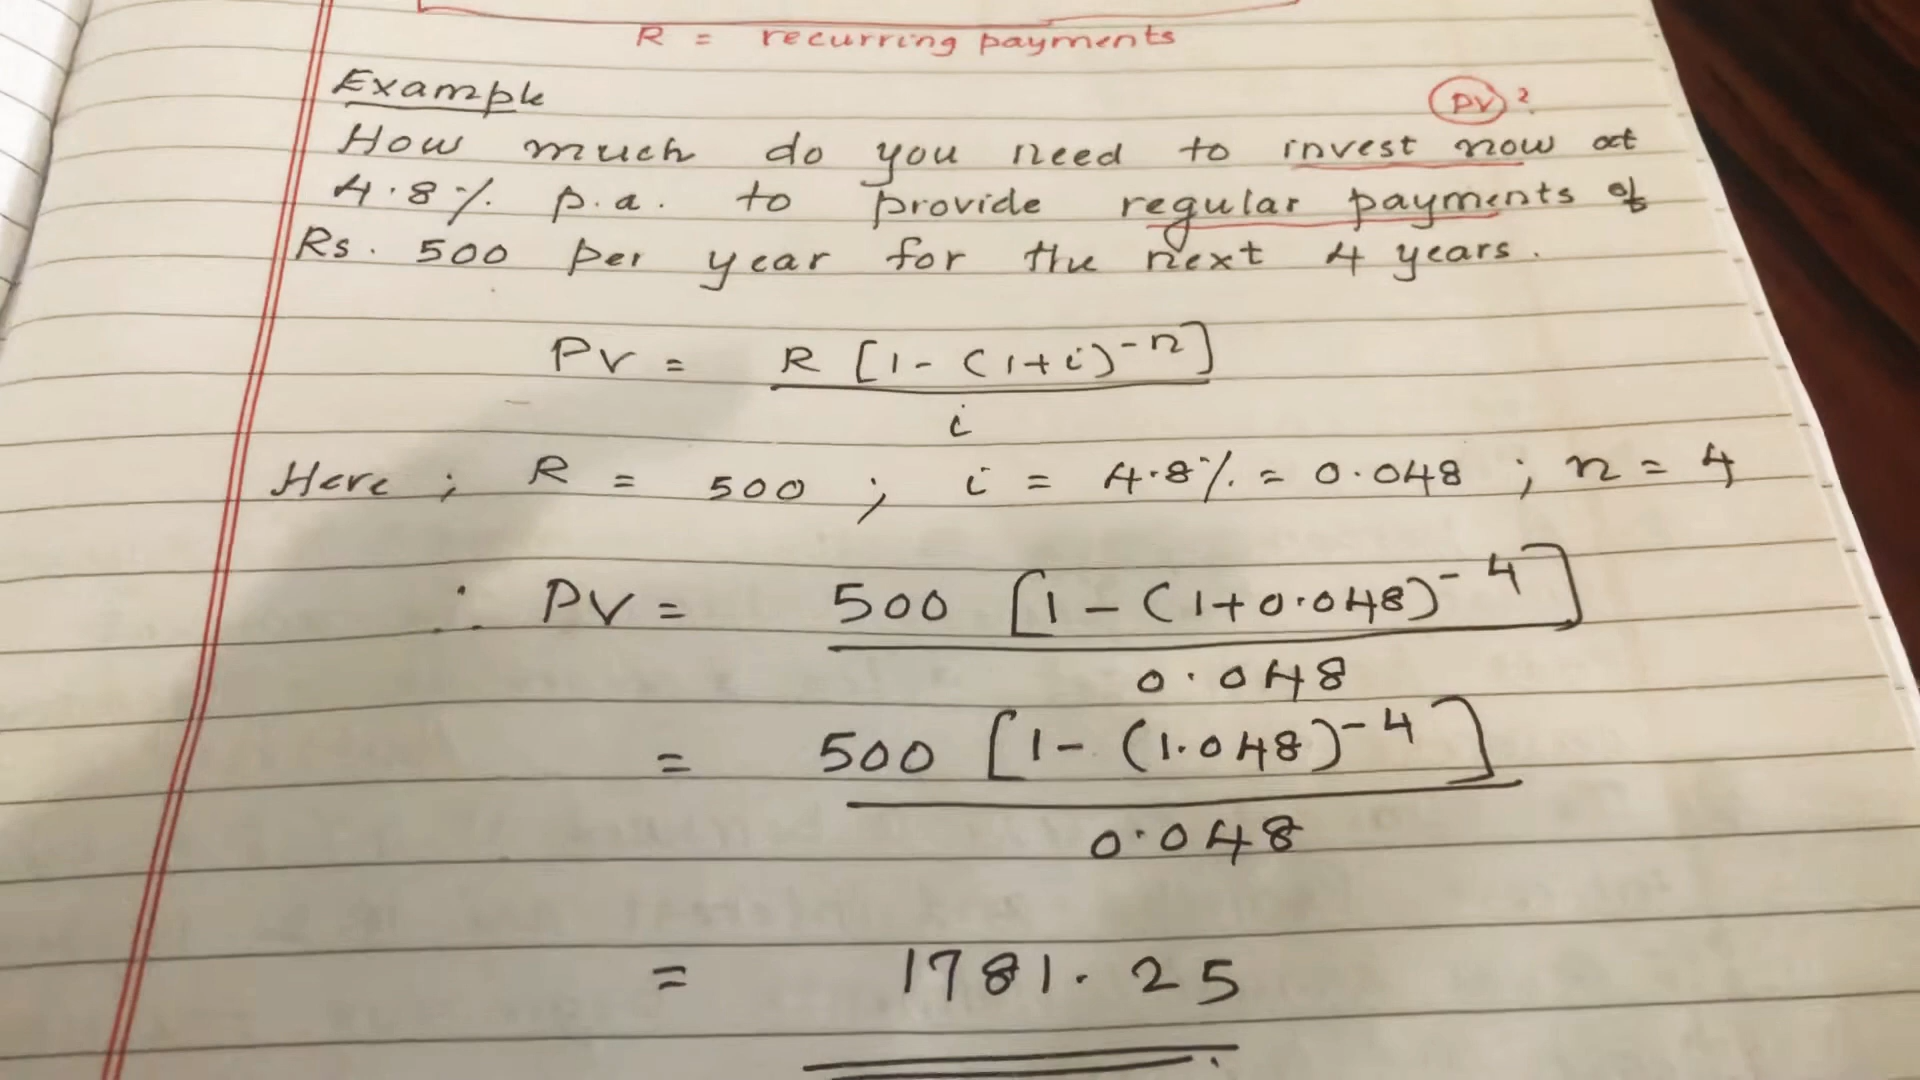 R = recurring payments
Example
PV ?
How much do you need to invest now at
4.8% p.a. to provide regular payments of
Rs. 500 per year for the next 4 years.
PV = R [1 - (1+i)^-n]
i
Here ; R = 500 ; i = 4.8% = 0.048 ; n = 4
∴ PV = 500 [1 - (1+0.048)^-4]
0.048
= 500 [1 - (1.048)^-4]
0.048
= 1781.25